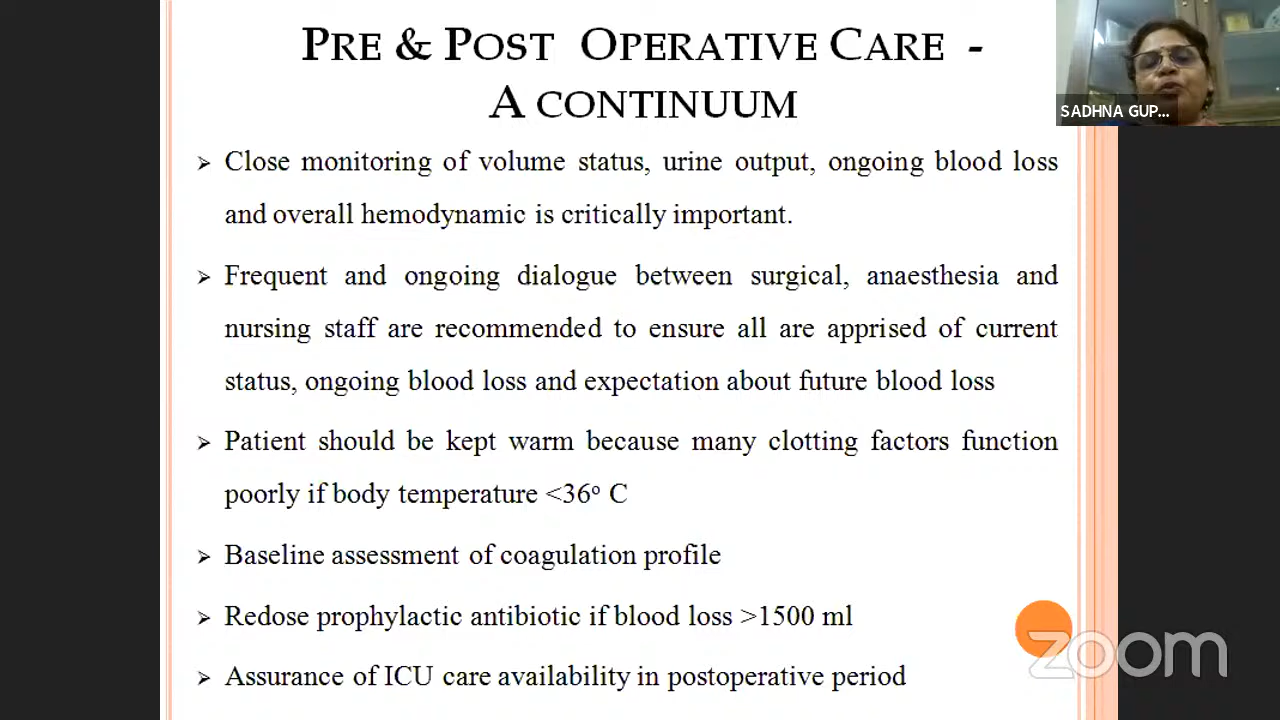 PRE & POST OPERATIVE CARE -
A CONTINUUM
SADHNA GUP...
➢ Close monitoring of volume status, urine output, ongoing blood loss
and overall hemodynamic is critically important.
➢ Frequent and ongoing dialogue between surgical, anaesthesia and
nursing staff are recommended to ensure all are apprised of current
status, ongoing blood loss and expectation about future blood loss
➢ Patient should be kept warm because many clotting factors function
poorly if body temperature <36º C
➢ Baseline assessment of coagulation profile
➢ Redose prophylactic antibiotic if blood loss >1500 ml
➢ Assurance of ICU care availability in postoperative period
zoom